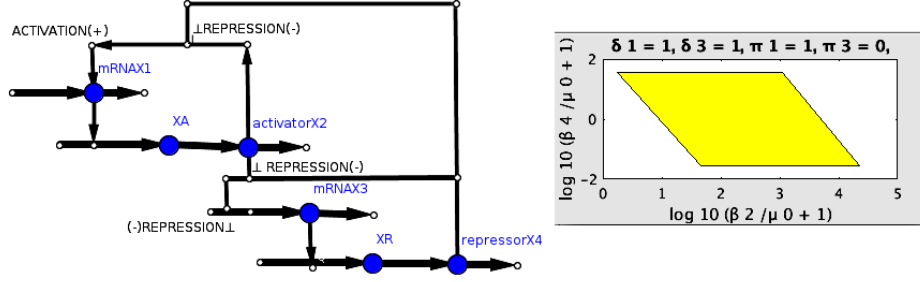 ACTIVATION(+)
⊥REPRESSION(-)
mRNAX1
XA
activatorX2
⊥ REPRESSION(-)
mRNAX3
(-)REPRESSION⊥
XR
repressorX4
δ 1 = 1, δ 3 = 1, π 1 = 1, π 3 = 0,
log 10 (β 4 /μ 0 + 1)
2
0
−2
0
1
2
3
4
5
log 10 (β 2 /μ 0 + 1)